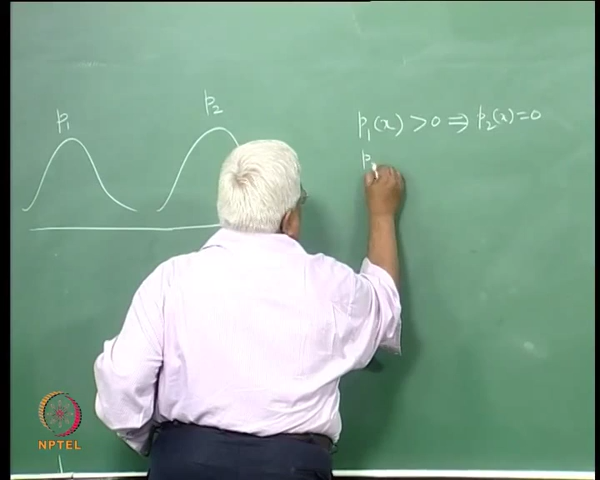 p₁
p₂
p₁(x) > 0 ⇒ p₂(x) = 0
p
NPTEL